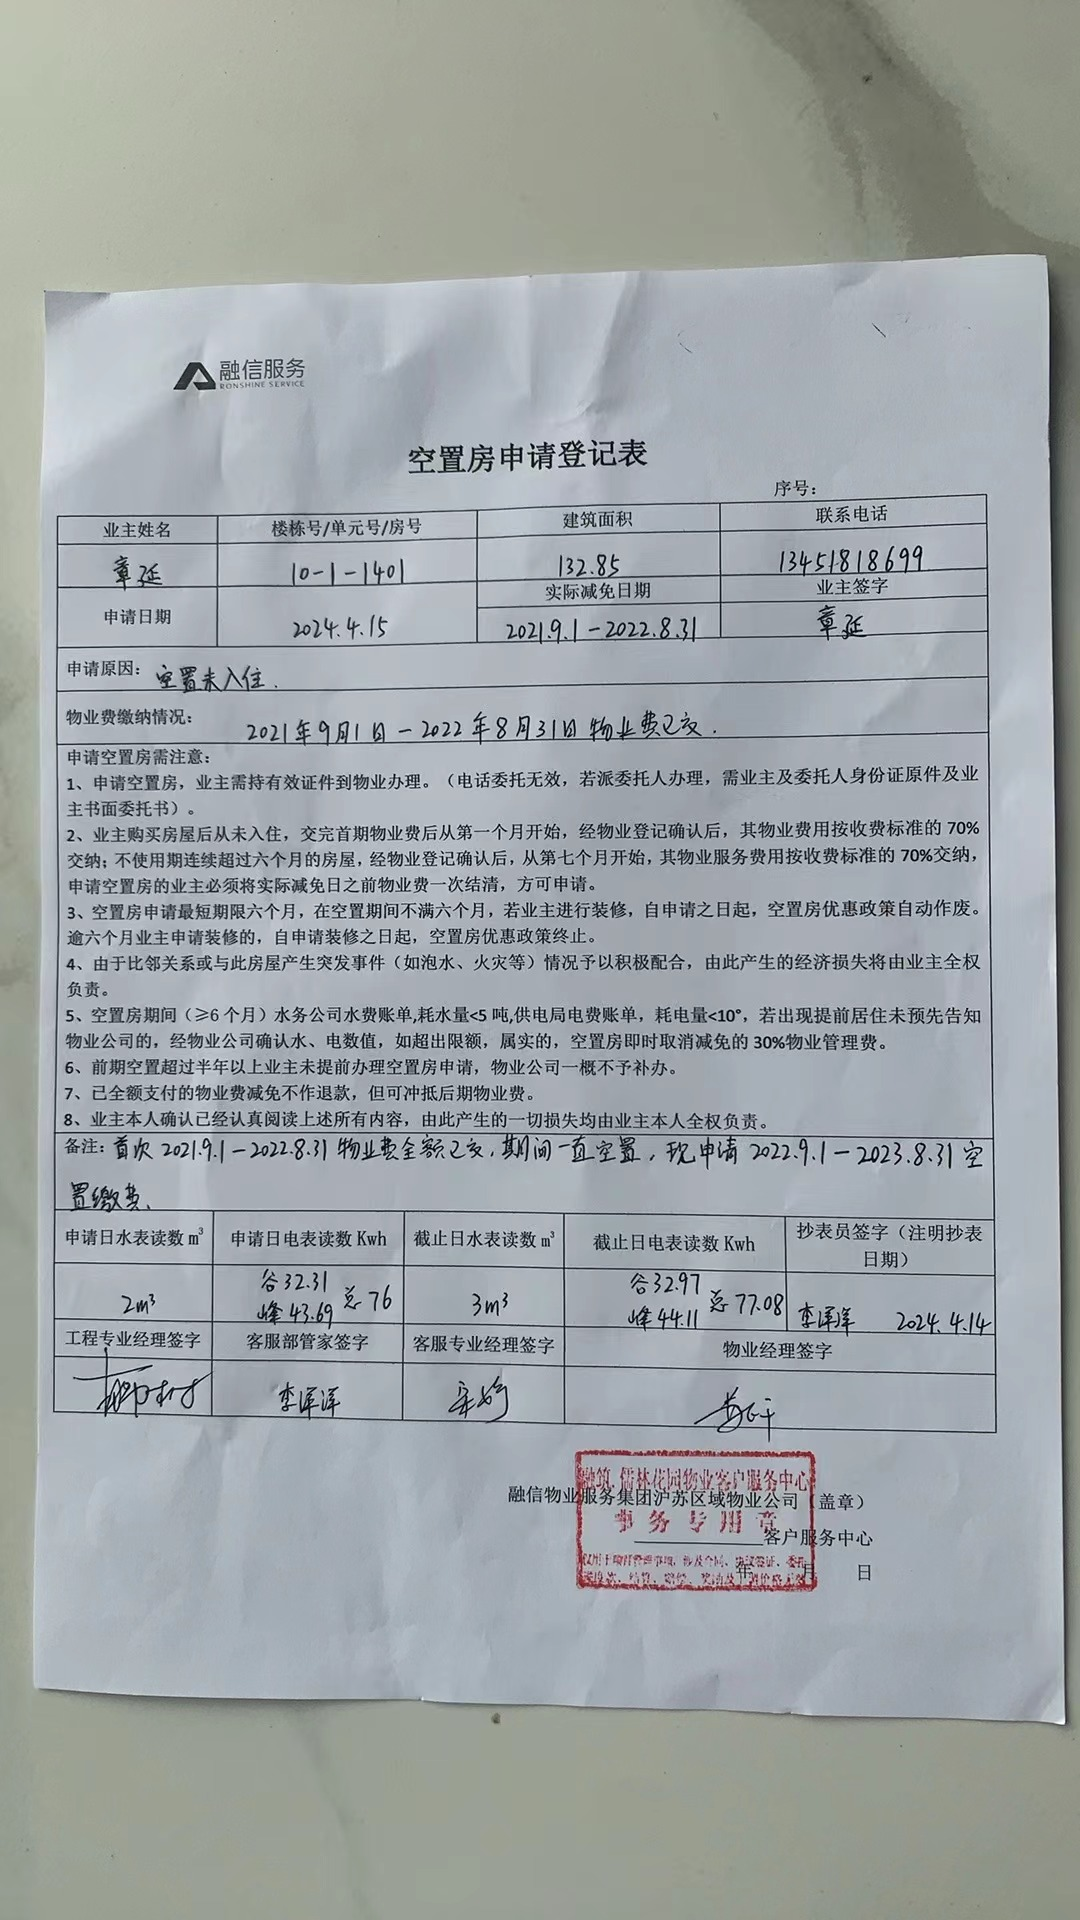 融信服务
RONSHINE SERVICE
空置房申请登记表
序号：
业主姓名 楼栋号/单元号/房号 建筑面积 联系电话
章延 10-1-1401 132.85 13451818699
申请日期 2024.4.15 实际减免日期 业主签字
2021.9.1-2022.8.31 章延
申请原因：空置未入住.
物业费缴纳情况： 2021年9月1日-2022年8月31日物业费已交.
申请空置房需注意：
1、申请空置房，业主需持有效证件到物业办理。（电话委托无效，若派委托人办理，需业主及委托人身份证原件及业
主书面委托书）。
2、业主购买房屋后从未入住，交完首期物业费后从第一个月开始，经物业登记确认后，其物业费用按收费标准的 70%
交纳；不使用期连续超过六个月的房屋，经物业登记确认后，从第七个月开始，其物业服务费用按收费标准的 70%交纳，
申请空置房的业主必须将实际减免日之前物业费一次结清，方可申请。
3、空置房申请最短期限六个月，在空置期间不满六个月，若业主进行装修，自申请之日起，空置房优惠政策自动作废。
逾六个月业主申请装修的，自申请装修之日起，空置房优惠政策终止。
4、由于比邻关系或与此房屋产生突发事件（如泡水、火灾等）情况予以积极配合，由此产生的经济损失将由业主全权
负责。
5、空置房期间（≥6 个月）水务公司水费账单,耗水量<5 吨,供电局电费账单，耗电量<10°，若出现提前居住未预先告知
物业公司的，经物业公司确认水、电数值，如超出限额，属实的，空置房即时取消减免的 30%物业管理费。
6、前期空置超过半年以上业主未提前办理空置房申请，物业公司一概不予补办。
7、已全额支付的物业费减免不作退款，但可冲抵后期物业费。
8、业主本人确认已经认真阅读上述所有内容，由此产生的一切损失均由业主本人全权负责。
备注：首次2021.9.1-2022.8.31物业费全额已交，期间一直空置，现申请2022.9.1-2023.8.31空
置缴费.
申请日水表读数 m³ 申请日电表读数 Kwh 截止日水表读数 m³ 截止日电表读数 Kwh 抄表员签字（注明抄表
日期）
2m³ 谷32.31 峰43.69 总76 3m³ 谷32.97 峰44.11 总77.08 李洋洋 2024.4.14
工程专业经理签字 客服部管家签字 客服专业经理签字 物业经理签字
李洋洋
融筑.儒林花园物业客户服务中心
融信物业服务集团沪苏区域物业公司（盖章）
事务专用章
客户服务中心
年 月 日